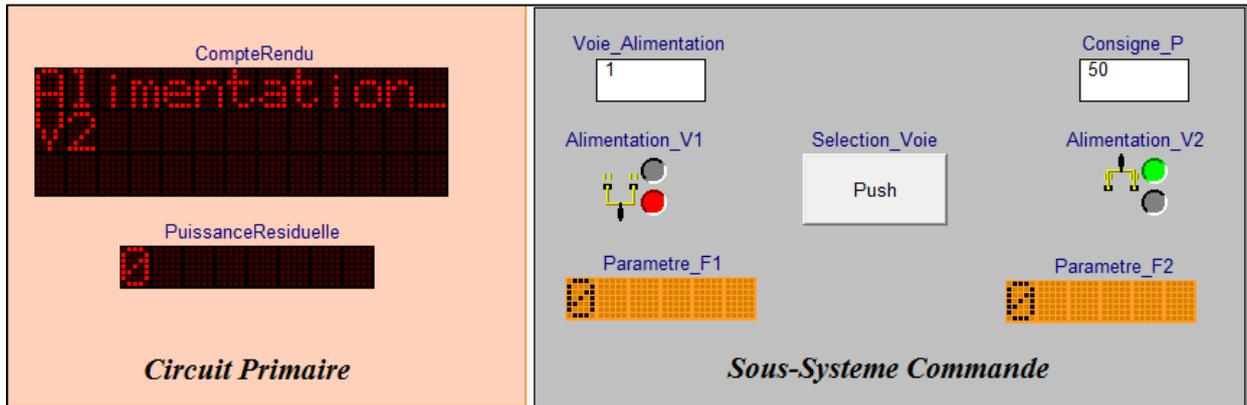 CompteRendu
Alimentation_
V2
PuissanceResiduelle
0
Circuit Primaire
Voie_Alimentation
1
Consigne_P
50
Alimentation_V1
Selection_Voie
Alimentation_V2
Push
Parametre_F1
0
Parametre_F2
0
Sous-Systeme Commande